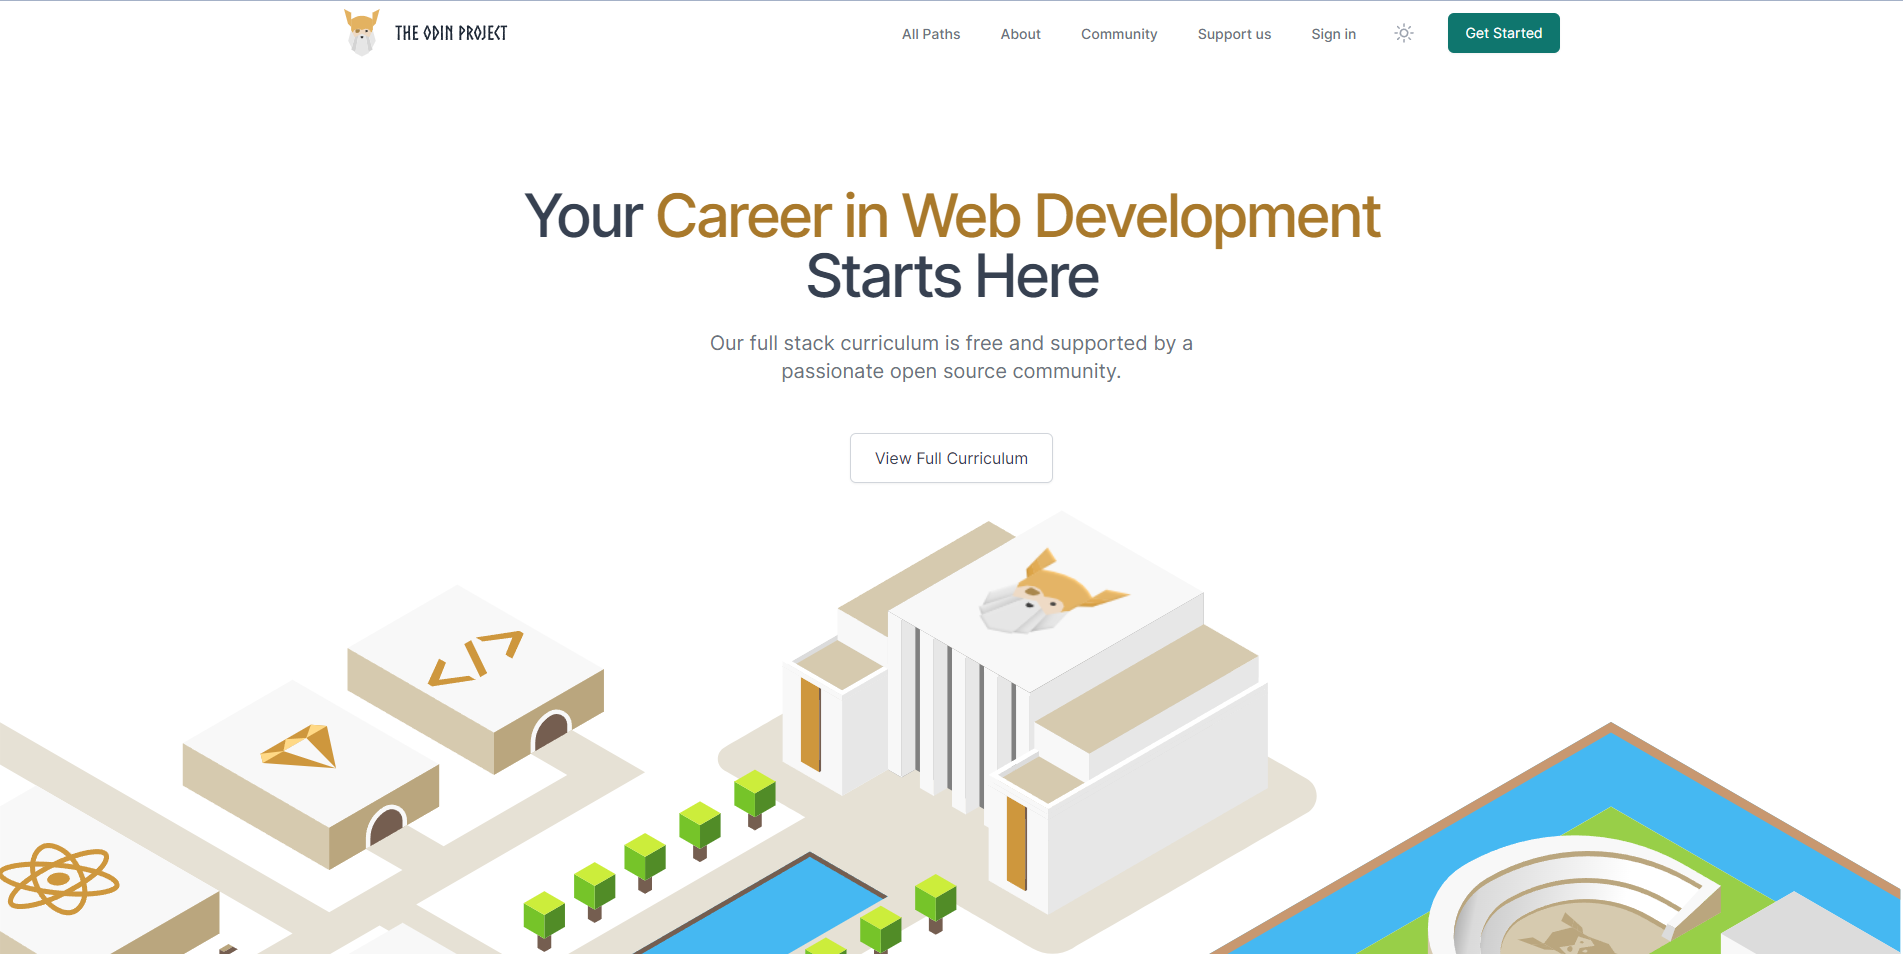 THE ODIN PROJECT
All Paths
About
Community
Support us
Sign in
Get Started
Your Career in Web Development
Starts Here
Our full stack curriculum is free and supported by a
passionate open source community.
View Full Curriculum
</>